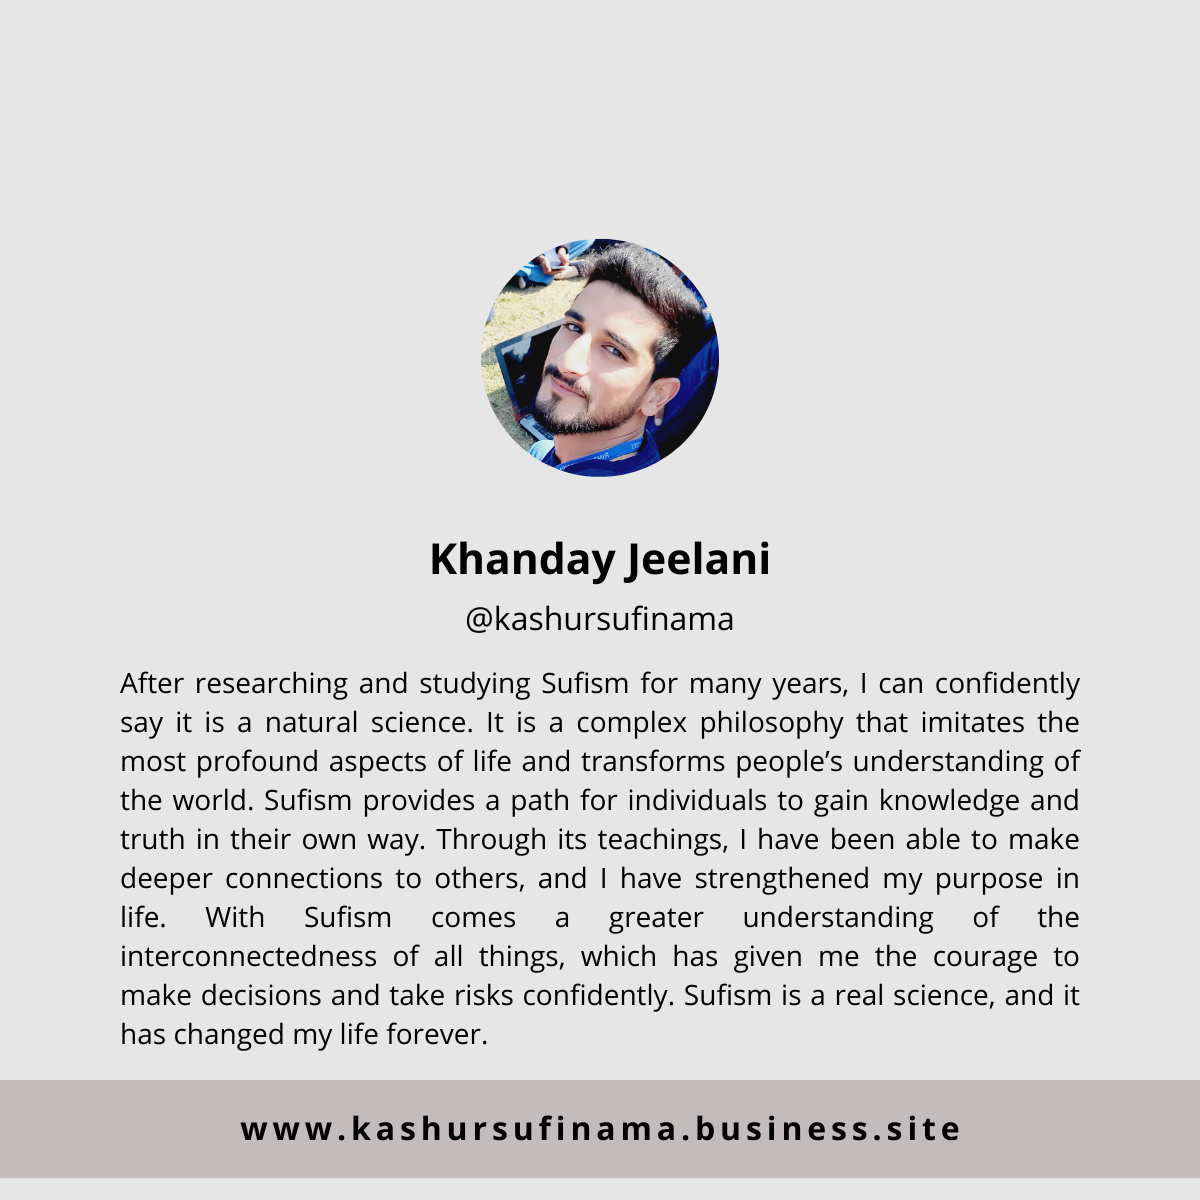 Khanday Jeelani
@kashursufinama
After researching and studying Sufism for many years, I can confidently
say it is a natural science. It is a complex philosophy that imitates the
most profound aspects of life and transforms people’s understanding of
the world. Sufism provides a path for individuals to gain knowledge and
truth in their own way. Through its teachings, I have been able to make
deeper connections to others, and I have strengthened my purpose in
life. With Sufism comes a greater understanding of the
interconnectedness of all things, which has given me the courage to
make decisions and take risks confidently. Sufism is a real science, and it
has changed my life forever.
www.kashursufinama.business.site